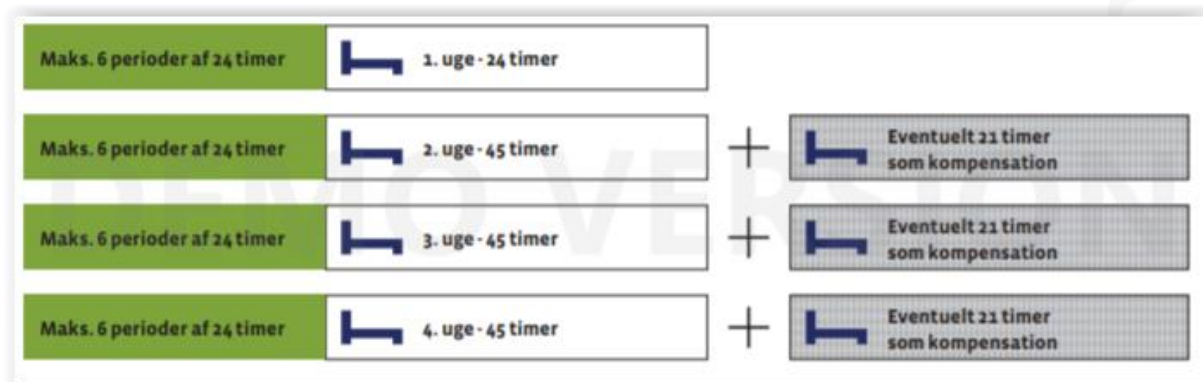 Maks. 6 perioder af 24 timer
1. uge - 24 timer
Maks. 6 perioder af 24 timer
2. uge - 45 timer
+
Eventuelt 21 timer
som kompensation
Maks. 6 perioder af 24 timer
3. uge - 45 timer
+
Eventuelt 21 timer
som kompensation
Maks. 6 perioder af 24 timer
4. uge - 45 timer
+
Eventuelt 21 timer
som kompensation
DEMO VERSION